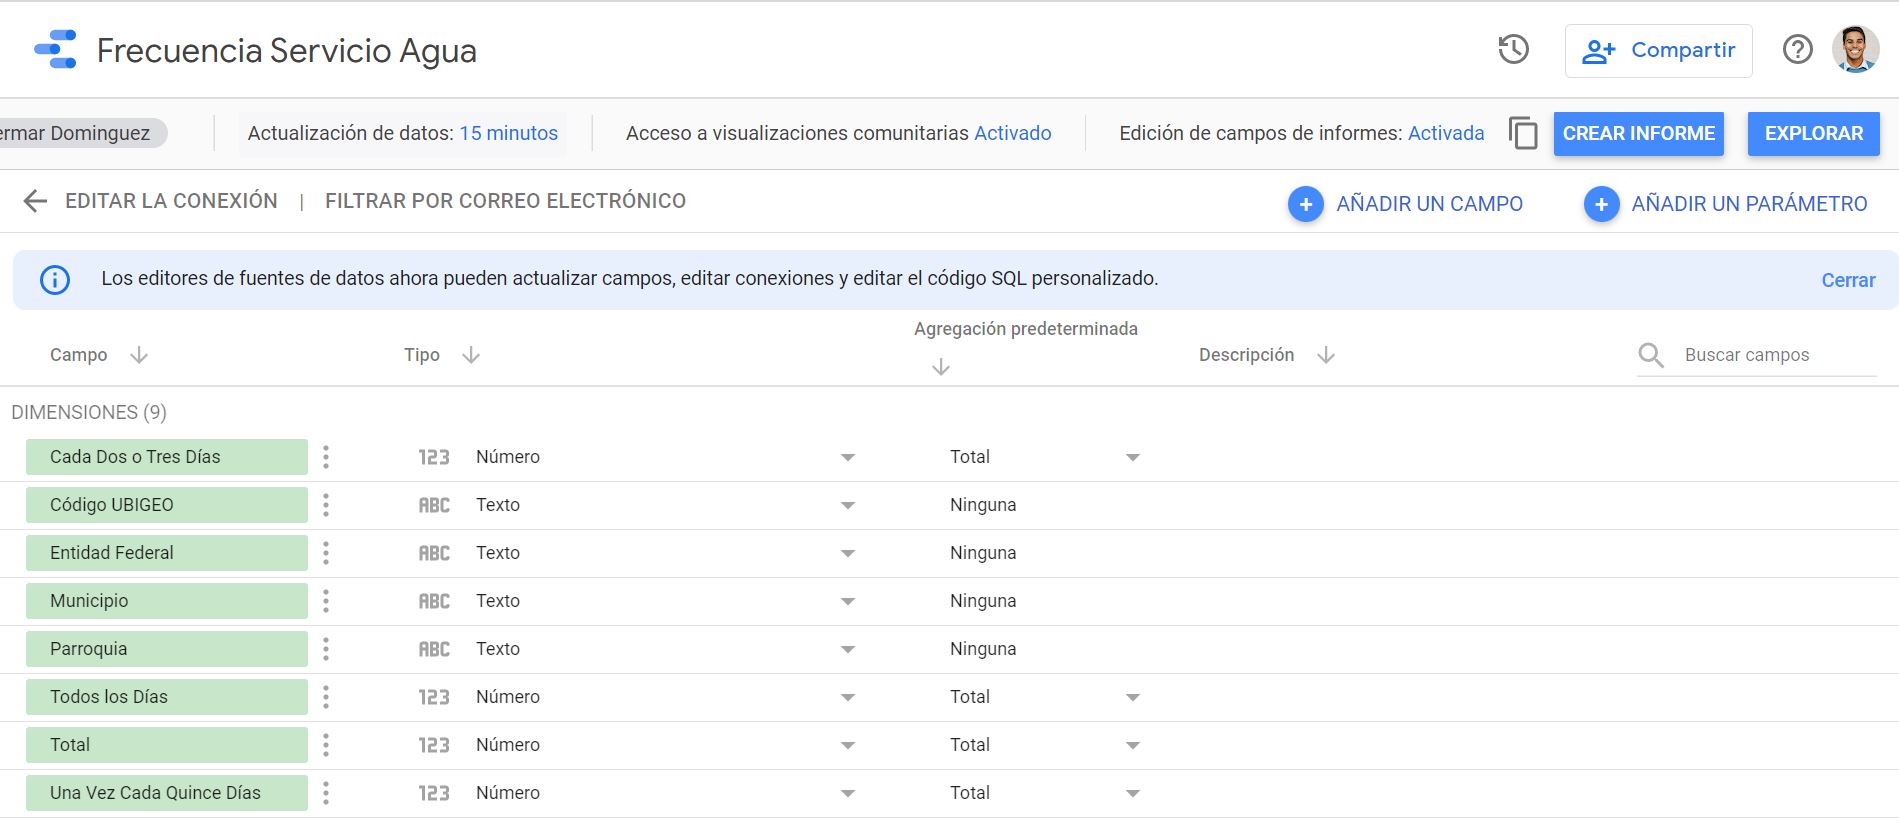 Frecuencia Servicio Agua
Compartir
ermar Dominguez
Actualización de datos: 15 minutos
Acceso a visualizaciones comunitarias Activado
Edición de campos de informes: Activada
CREAR INFORME
EXPLORAR
EDITAR LA CONEXIÓN | FILTRAR POR CORREO ELECTRÓNICO
+ AÑADIR UN CAMPO
+ AÑADIR UN PARÁMETRO
Los editores de fuentes de datos ahora pueden actualizar campos, editar conexiones y editar el código SQL personalizado.
Cerrar
Campo
Tipo
Agregación predeterminada
Descripción
Buscar campos
DIMENSIONES (9)
Cada Dos o Tres Días 123 Número Total
Código UBIGEO ABC Texto Ninguna
Entidad Federal ABC Texto Ninguna
Municipio ABC Texto Ninguna
Parroquia ABC Texto Ninguna
Todos los Días 123 Número Total
Total 123 Número Total
Una Vez Cada Quince Días 123 Número Total